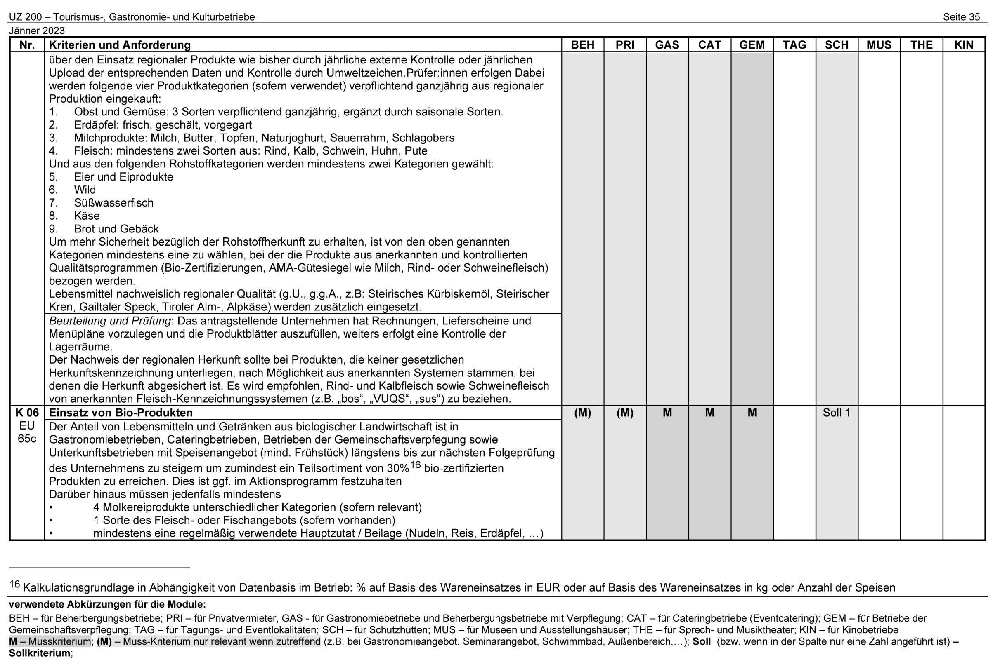 UZ 200 – Tourismus-, Gastronomie- und Kulturbetriebe Seite 35
Jänner 2023
Nr. Kriterien und Anforderung BEH PRI GAS CAT GEM TAG SCH MUS THE KIN
über den Einsatz regionaler Produkte wie bisher durch jährliche externe Kontrolle oder jährlichen
Upload der entsprechenden Daten und Kontrolle durch Umweltzeichen.Prüfer:innen erfolgen Dabei
werden folgende vier Produktkategorien (sofern verwendet) verpflichtend ganzjährig aus regionaler
Produktion eingekauft:
1. Obst und Gemüse: 3 Sorten verpflichtend ganzjährig, ergänzt durch saisonale Sorten.
2. Erdäpfel: frisch, geschält, vorgegart
3. Milchprodukte: Milch, Butter, Topfen, Naturjoghurt, Sauerrahm, Schlagobers
4. Fleisch: mindestens zwei Sorten aus: Rind, Kalb, Schwein, Huhn, Pute
Und aus den folgenden Rohstoffkategorien werden mindestens zwei Kategorien gewählt:
5. Eier und Eiprodukte
6. Wild
7. Süßwasserfisch
8. Käse
9. Brot und Gebäck
Um mehr Sicherheit bezüglich der Rohstoffherkunft zu erhalten, ist von den oben genannten
Kategorien mindestens eine zu wählen, bei der die Produkte aus anerkannten und kontrollierten
Qualitätsprogrammen (Bio-Zertifizierungen, AMA-Gütesiegel wie Milch, Rind- oder Schweinefleisch)
bezogen werden.
Lebensmittel nachweislich regionaler Qualität (g.U., g.g.A., z.B: Steirisches Kürbiskernöl, Steirischer
Kren, Gailtaler Speck, Tiroler Alm-, Alpkäse) werden zusätzlich eingesetzt.
Beurteilung und Prüfung: Das antragstellende Unternehmen hat Rechnungen, Lieferscheine und
Menüpläne vorzulegen und die Produktblätter auszufüllen, weiters erfolgt eine Kontrolle der
Lagerräume.
Der Nachweis der regionalen Herkunft sollte bei Produkten, die keiner gesetzlichen
Herkunftskennzeichnung unterliegen, nach Möglichkeit aus anerkannten Systemen stammen, bei
denen die Herkunft abgesichert ist. Es wird empfohlen, Rind- und Kalbfleisch sowie Schweinefleisch
von anerkannten Fleisch-Kennzeichnungssystemen (z.B. „bos“, „VUQS“, „sus“) zu beziehen.
K 06 Einsatz von Bio-Produkten (M) (M) M M M Soll 1
EU Der Anteil von Lebensmitteln und Getränken aus biologischer Landwirtschaft ist in
65c Gastronomiebetrieben, Cateringbetrieben, Betrieben der Gemeinschaftsverpfegung sowie
Unterkunftsbetrieben mit Speisenangebot (mind. Frühstück) längstens bis zur nächsten Folgeprüfung
des Unternehmens zu steigern um zumindest ein Teilsortiment von 30%16 bio-zertifizierten
Produkten zu erreichen. Dies ist ggf. im Aktionsprogramm festzuhalten
Darüber hinaus müssen jedenfalls mindestens
• 4 Molkereiprodukte unterschiedlicher Kategorien (sofern relevant)
• 1 Sorte des Fleisch- oder Fischangebots (sofern vorhanden)
• mindestens eine regelmäßig verwendete Hauptzutat / Beilage (Nudeln, Reis, Erdäpfel, …)
16 Kalkulationsgrundlage in Abhängigkeit von Datenbasis im Betrieb: % auf Basis des Wareneinsatzes in EUR oder auf Basis des Wareneinsatzes in kg oder Anzahl der Speisen
verwendete Abkürzungen für die Module:
BEH – für Beherbergungsbetriebe; PRI – für Privatvermieter, GAS - für Gastronomiebetriebe und Beherbergungsbetriebe mit Verpflegung; CAT – für Cateringbetriebe (Eventcatering); GEM – für Betriebe der
Gemeinschaftsverpflegung; TAG – für Tagungs- und Eventlokalitäten; SCH – für Schutzhütten; MUS – für Museen und Ausstellungshäuser; THE – für Sprech- und Musiktheater; KIN – für Kinobetriebe
M – Musskriterium; (M) – Muss-Kriterium nur relevant wenn zutreffend (z.B. bei Gastronomieangebot, Seminarangebot, Schwimmbad, Außenbereich,…); Soll (bzw. wenn in der Spalte nur eine Zahl angeführt ist) –
Sollkriterium;